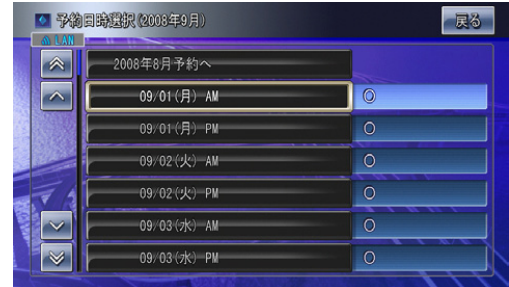 予約日時選択(2008年9月)
戻る
LAN
2008年8月予約へ
09/01(月) AM ○
09/01(月) PM ○
09/02(火) AM ○
09/02(火) PM ○
09/03(水) AM ○
09/03(水) PM ○